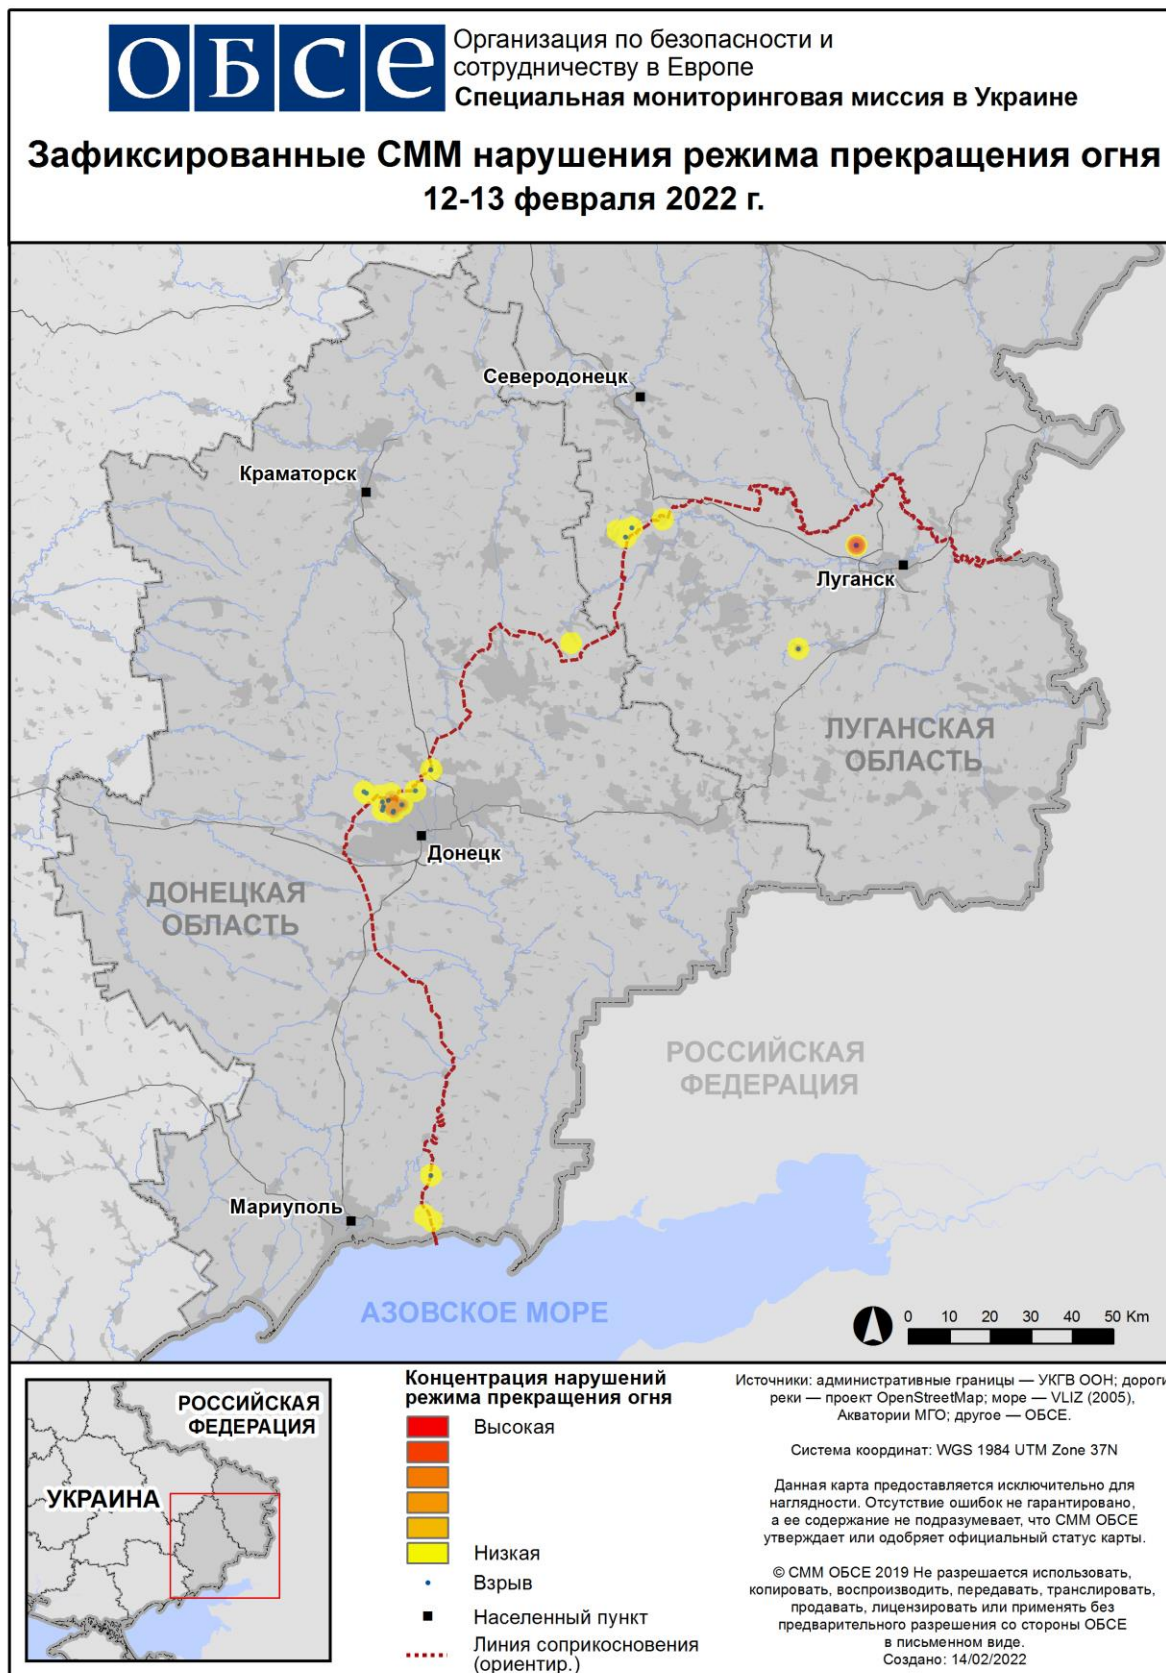 ОБСЕ
Организация по безопасности и
сотрудничеству в Европе
Специальная мониторинговая миссия в Украине
Зафиксированные СММ нарушения режима прекращения огня
12-13 февраля 2022 г.
Северодонецк
Краматорск
Луганск
ЛУГАНСКАЯ
ОБЛАСТЬ
Донецк
ДОНЕЦКАЯ
ОБЛАСТЬ
РОССИЙСКАЯ
ФЕДЕРАЦИЯ
Мариуполь
АЗОВСКОЕ МОРЕ
0 10 20 30 40 50 Km
РОССИЙСКАЯ
ФЕДЕРАЦИЯ
УКРАИНА
Концентрация нарушений
режима прекращения огня
Высокая
Низкая
Взрыв
Населенный пункт
Линия соприкосновения
(ориентир.)
Источники: административные границы — УКГВ ООН; дороги
реки — проект OpenStreetMap; море — VLIZ (2005),
Акватории МГО; другое — ОБСЕ.
Система координат: WGS 1984 UTM Zone 37N
Данная карта предоставляется исключительно для
наглядности. Отсутствие ошибок не гарантировано,
а ее содержание не подразумевает, что СММ ОБСЕ
утверждает или одобряет официальный статус карты.
© СММ ОБСЕ 2019 Не разрешается использовать,
копировать, воспроизводить, передавать, транслировать,
продавать, лицензировать или применять без
предварительного разрешения со стороны ОБСЕ
в письменном виде.
Создано: 14/02/2022